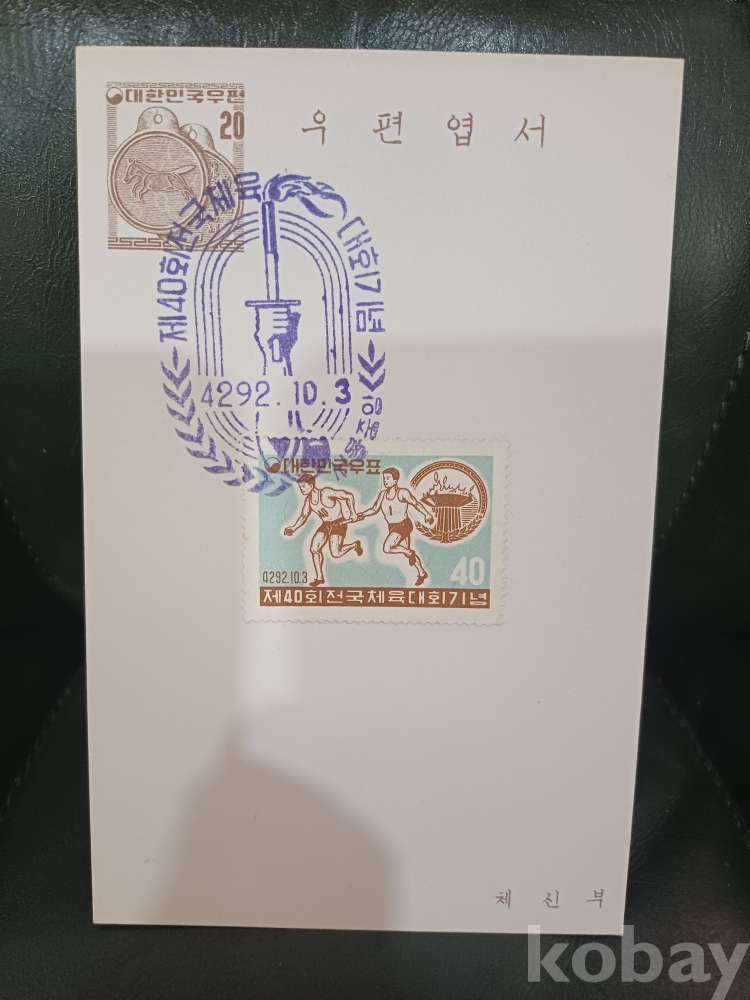 대한민국우편
20
우편엽서
제40회전국체육대회기념
4292.10.3
대한민국우표
4292.10.3
40
제40회전국체육대회기념
체신부
kobay